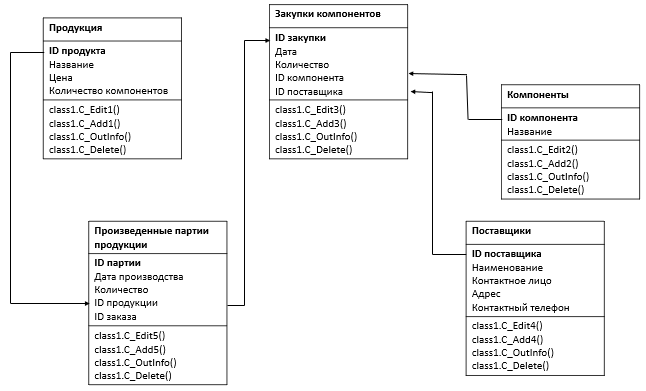 Продукция
ID продукта
Название
Цена
Количество компонентов
class1.C_Edit1()
class1.C_Add1()
class1.C_OutInfo()
class1.C_Delete()
Закупки компонентов
ID закупки
Дата
Количество
ID компонента
ID поставщика
class1.C_Edit3()
class1.C_Add3()
class1.C_OutInfo()
class1.C_Delete()
Компоненты
ID компонента
Название
class1.C_Edit2()
class1.C_Add2()
class1.C_OutInfo()
class1.C_Delete()
Произведенные партии
продукции
ID партии
Дата производства
Количество
ID продукции
ID заказа
class1.C_Edit5()
class1.C_Add5()
class1.C_OutInfo()
class1.C_Delete()
Поставщики
ID поставщика
Наименование
Контактное лицо
Адрес
Контактный телефон
class1.C_Edit4()
class1.C_Add4()
class1.C_OutInfo()
class1.C_Delete()